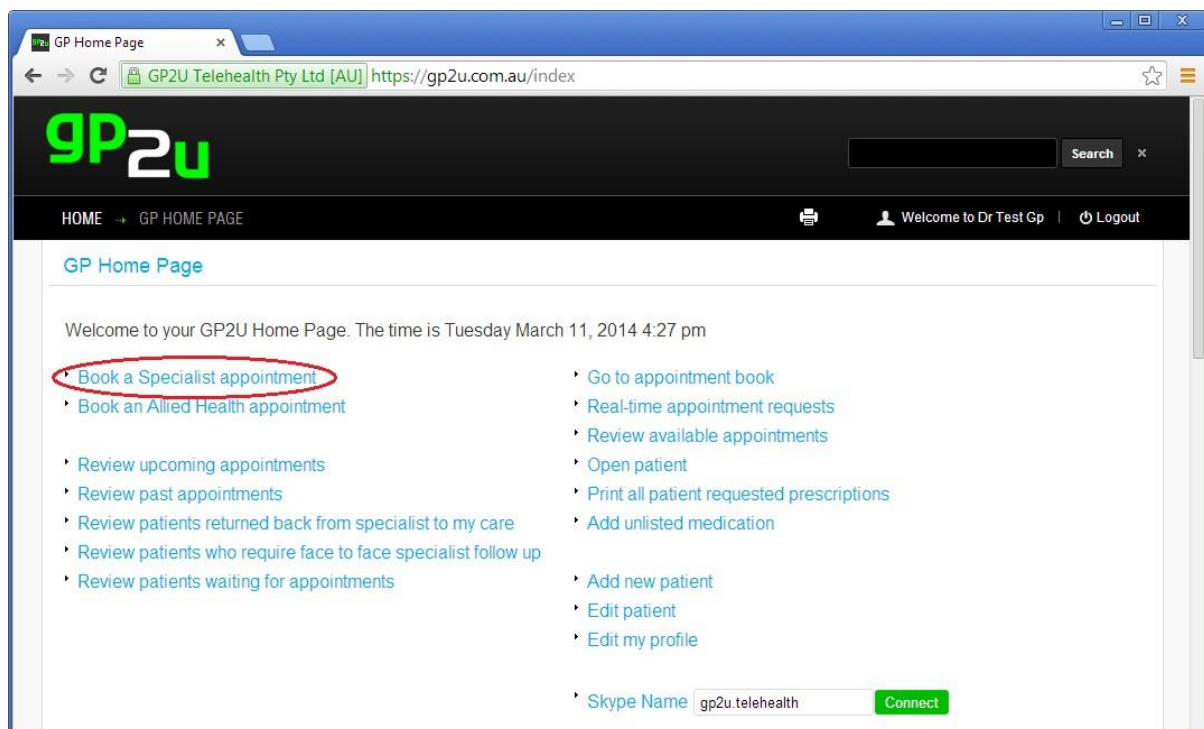 GP Home Page
GP2U Telehealth Pty Ltd [AU] https://gp2u.com.au/index
gp2u
Search
HOME GP HOME PAGE
Welcome to Dr Test Gp | Logout
GP Home Page
Welcome to your GP2U Home Page. The time is Tuesday March 11, 2014 4:27 pm
Book a Specialist appointment
Book an Allied Health appointment
Review upcoming appointments
Review past appointments
Review patients returned back from specialist to my care
Review patients who require face to face specialist follow up
Review patients waiting for appointments
Go to appointment book
Real-time appointment requests
Review available appointments
Open patient
Print all patient requested prescriptions
Add unlisted medication
Add new patient
Edit patient
Edit my profile
Skype Name gp2u.telehealth Connect